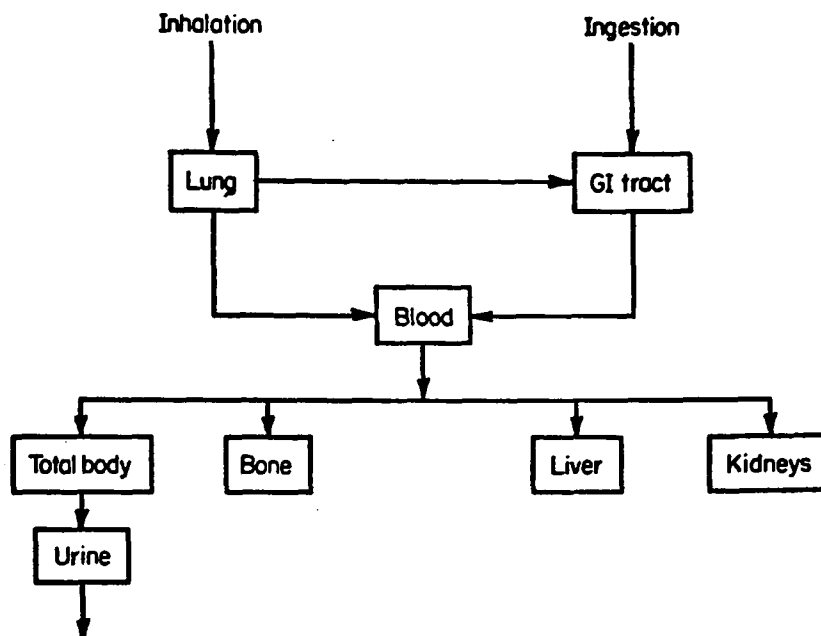 Inhalation
Ingestion
Lung
GI tract
Blood
Total body
Bone
Liver
Kidneys
Urine